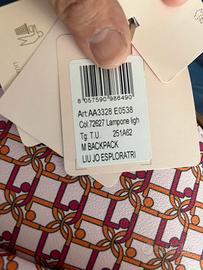 8 057590 986490
Art:AA3328 E0538
Col:72627 Lampone ligh
Tg T.U. 251A62
M BACKPACK
LIU JO ESPLORATRI